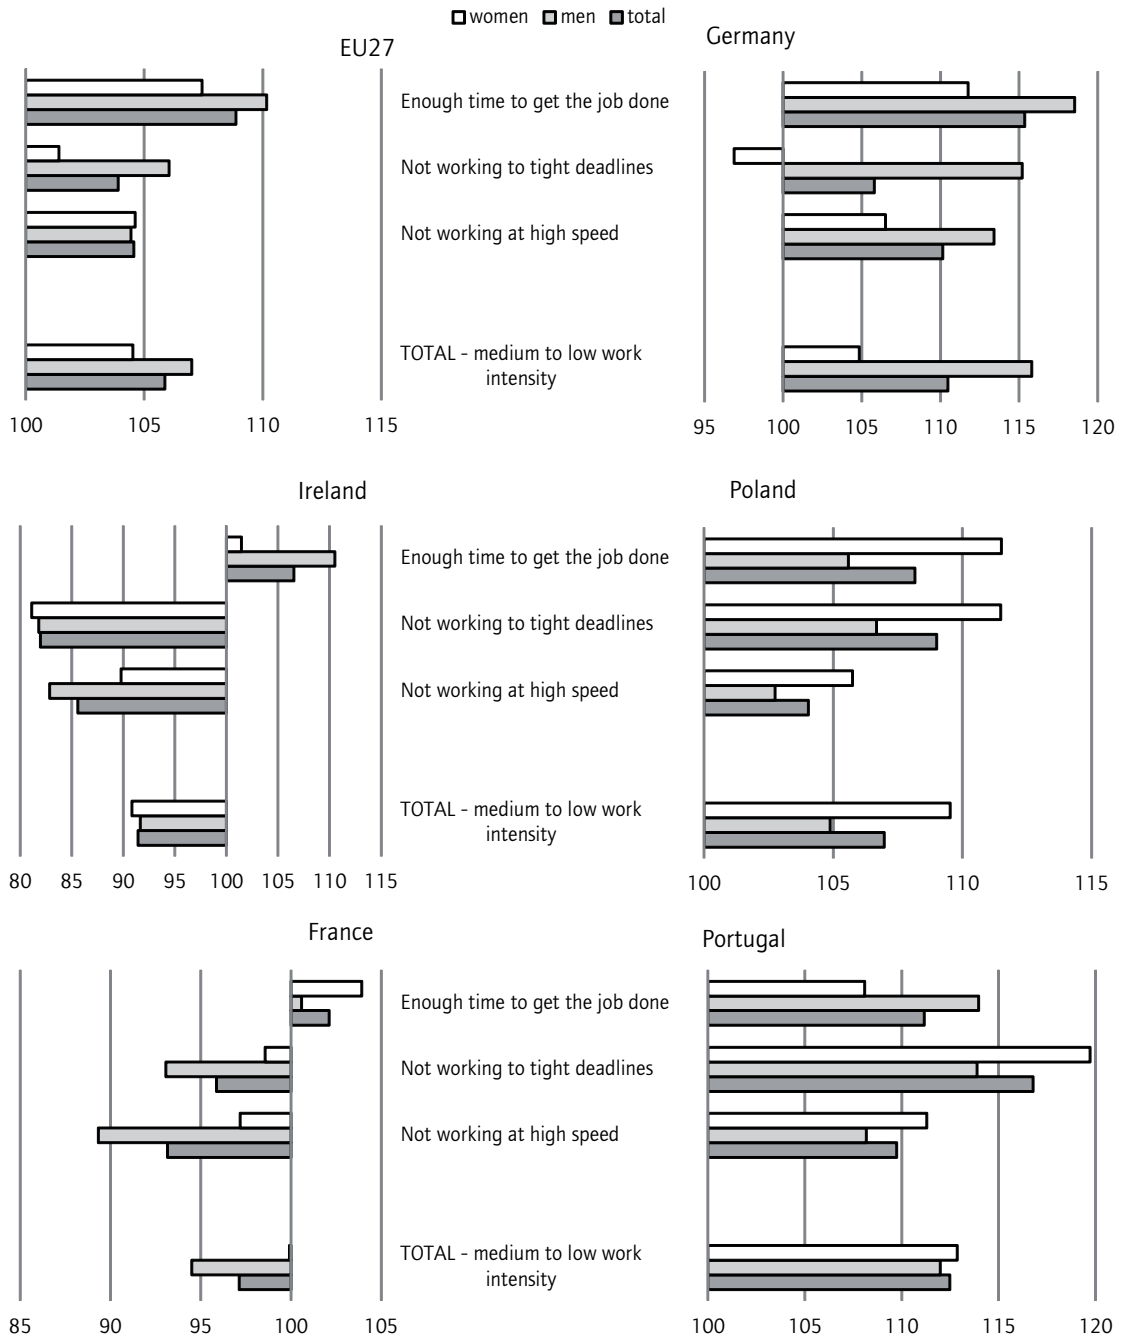 women men total
EU27
Germany
Enough time to get the job done
Not working to tight deadlines
Not working at high speed
TOTAL - medium to low work
intensity
100 105 110 115
95 100 105 110 115 120
Ireland
Poland
Enough time to get the job done
Not working to tight deadlines
Not working at high speed
TOTAL - medium to low work
intensity
80 85 90 95 100 105 110 115
100 105 110 115
France
Portugal
Enough time to get the job done
Not working to tight deadlines
Not working at high speed
TOTAL - medium to low work
intensity
85 90 95 100 105
100 105 110 115 120